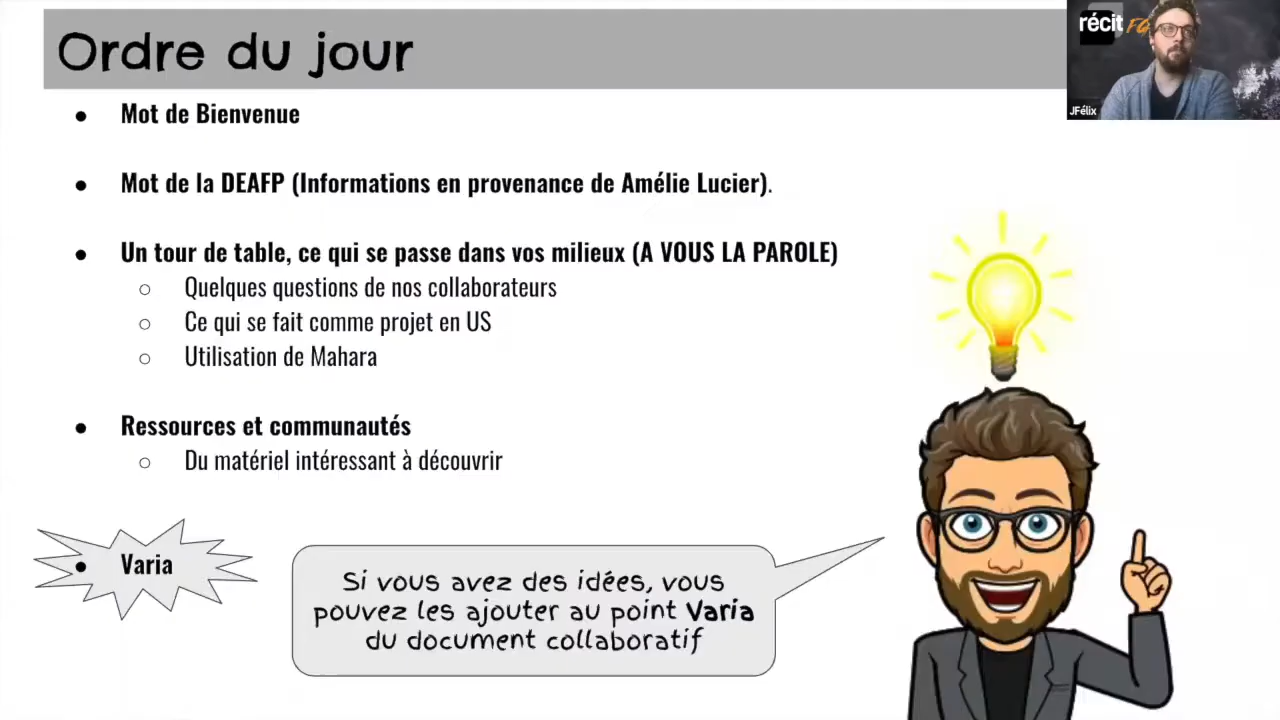 Ordre du jour
récit FG
JFélix
● Mot de Bienvenue
● Mot de la DEAFP (Informations en provenance de Amélie Lucier).
● Un tour de table, ce qui se passe dans vos milieux (A VOUS LA PAROLE)
○ Quelques questions de nos collaborateurs
○ Ce qui se fait comme projet en US
○ Utilisation de Mahara
● Ressources et communautés
○ Du matériel intéressant à découvrir
● Varia
Si vous avez des idées, vous
pouvez les ajouter au point Varia
du document collaboratif